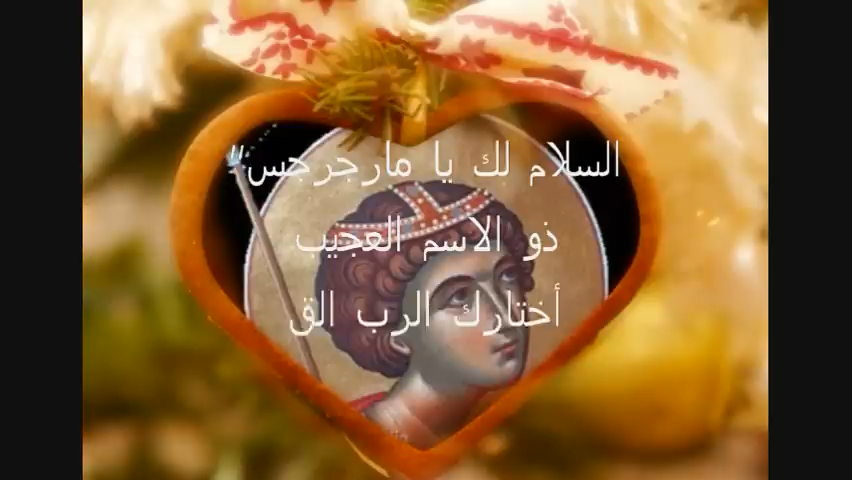 السلام لك يا مارجرجس"
ذو الاسم العجيب
أختارك الرب الق